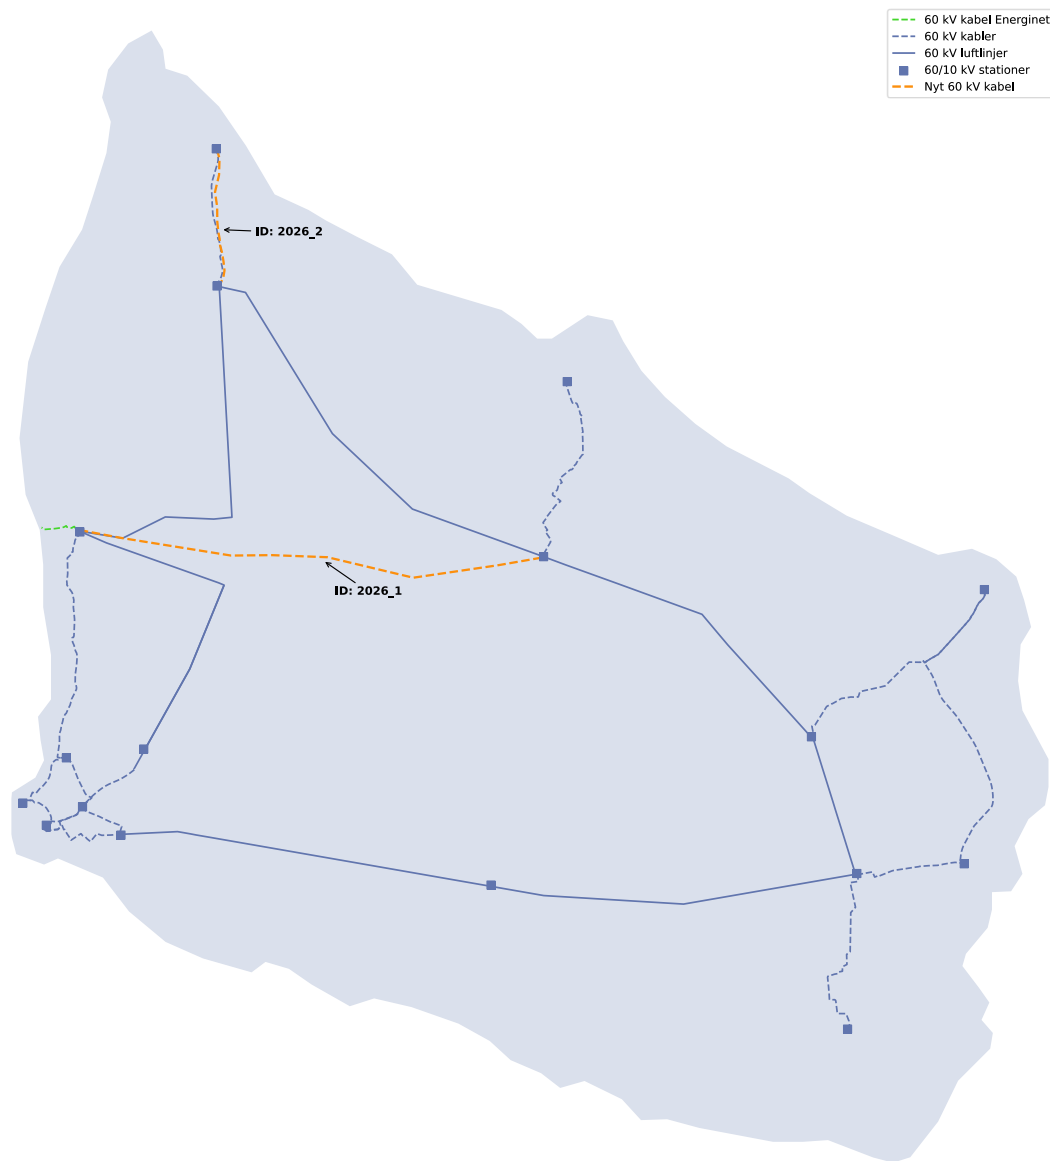 60 kV kabel Energinet
60 kV kabler
60 kV luftlinjer
60/10 kV stationer
Nyt 60 kV kabel
ID: 2026_2
ID: 2026_1